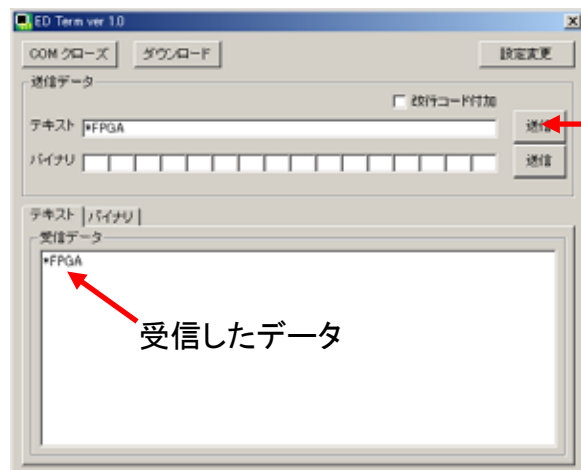 ED Term ver 1.0
COM クローズ ダウンロード 設定変更
送信データ
改行コード付加
テキスト *FPGA 送信
バイナリ 送信
テキスト バイナリ
受信データ
*FPGA
受信したデータ